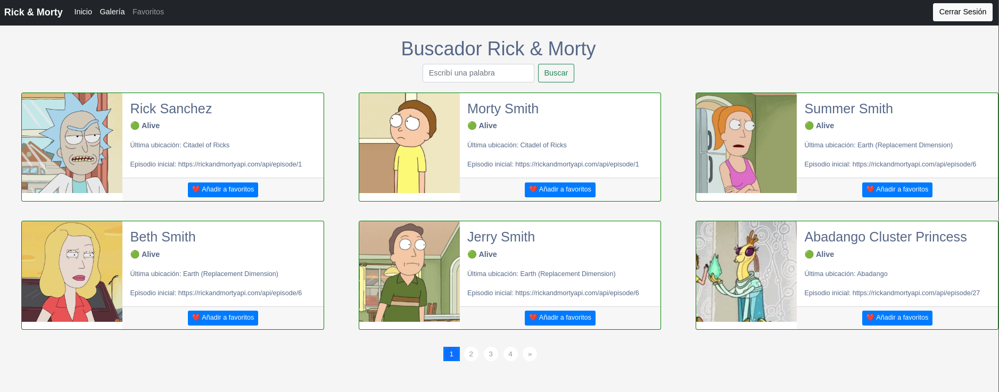 Rick & Morty Inicio Galería Favoritos Cerrar Sesión
Buscador Rick & Morty
Escribí una palabra Buscar
Rick Sanchez
🟢 Alive
Última ubicación: Citadel of Ricks
Episodio inicial: https://rickandmortyapi.com/api/episode/1
❤️ Añadir a favoritos
Morty Smith
🟢 Alive
Última ubicación: Citadel of Ricks
Episodio inicial: https://rickandmortyapi.com/api/episode/1
❤️ Añadir a favoritos
Summer Smith
🟢 Alive
Última ubicación: Earth (Replacement Dimension)
Episodio inicial: https://rickandmortyapi.com/api/episode/6
❤️ Añadir a favoritos
Beth Smith
🟢 Alive
Última ubicación: Earth (Replacement Dimension)
Episodio inicial: https://rickandmortyapi.com/api/episode/6
❤️ Añadir a favoritos
Jerry Smith
🟢 Alive
Última ubicación: Earth (Replacement Dimension)
Episodio inicial: https://rickandmortyapi.com/api/episode/6
❤️ Añadir a favoritos
Abadango Cluster Princess
🟢 Alive
Última ubicación: Abadango
Episodio inicial: https://rickandmortyapi.com/api/episode/27
❤️ Añadir a favoritos
1 2 3 4 »